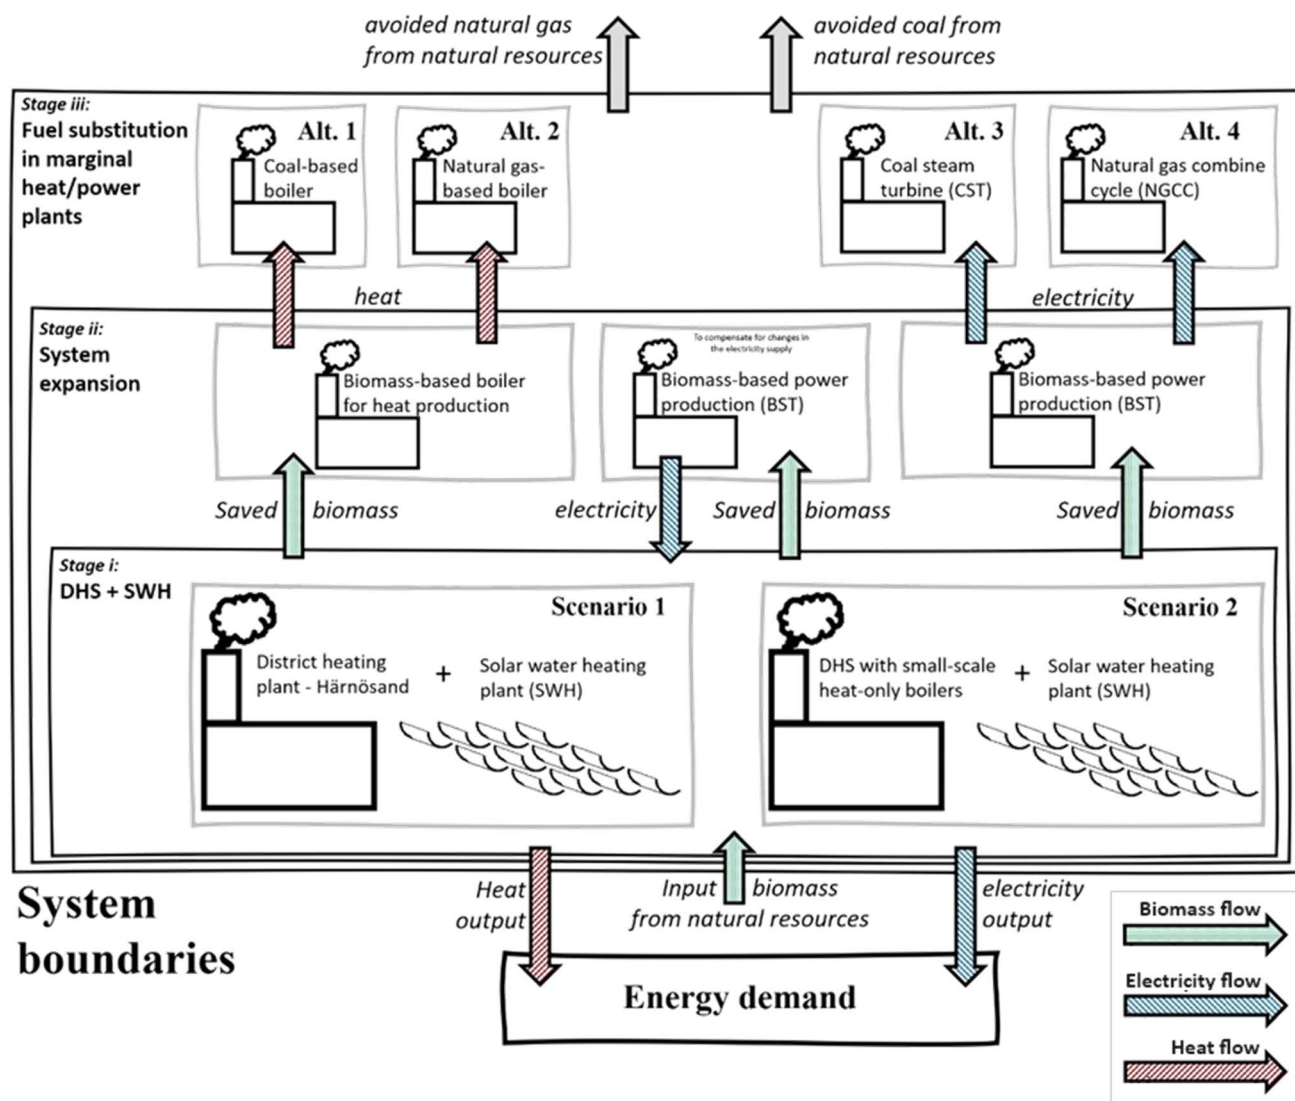 avoided natural gas
from natural resources
avoided coal from
natural resources
Stage iii:
Fuel substitution
in marginal
heat/power
plants
Alt. 1
Coal-based
boiler
Alt. 2
Natural gas-
based boiler
Alt. 3
Coal steam
turbine (CST)
Alt. 4
Natural gas combine
cycle (NGCC)
heat
electricity
Stage ii:
System
expansion
Biomass-based boiler
for heat production
To compensate for changes in
the electricity supply
Biomass-based power
production (BST)
Biomass-based power
production (BST)
Saved biomass
electricity
Saved biomass
Saved biomass
Stage i:
DHS + SWH
Scenario 1
District heating
plant - Härnösand
+
Solar water heating
plant (SWH)
Scenario 2
DHS with small-scale
heat-only boilers
+
Solar water heating
plant (SWH)
System
boundaries
Heat
output
Input biomass
from natural resources
electricity
output
Energy demand
Biomass flow
Electricity flow
Heat flow